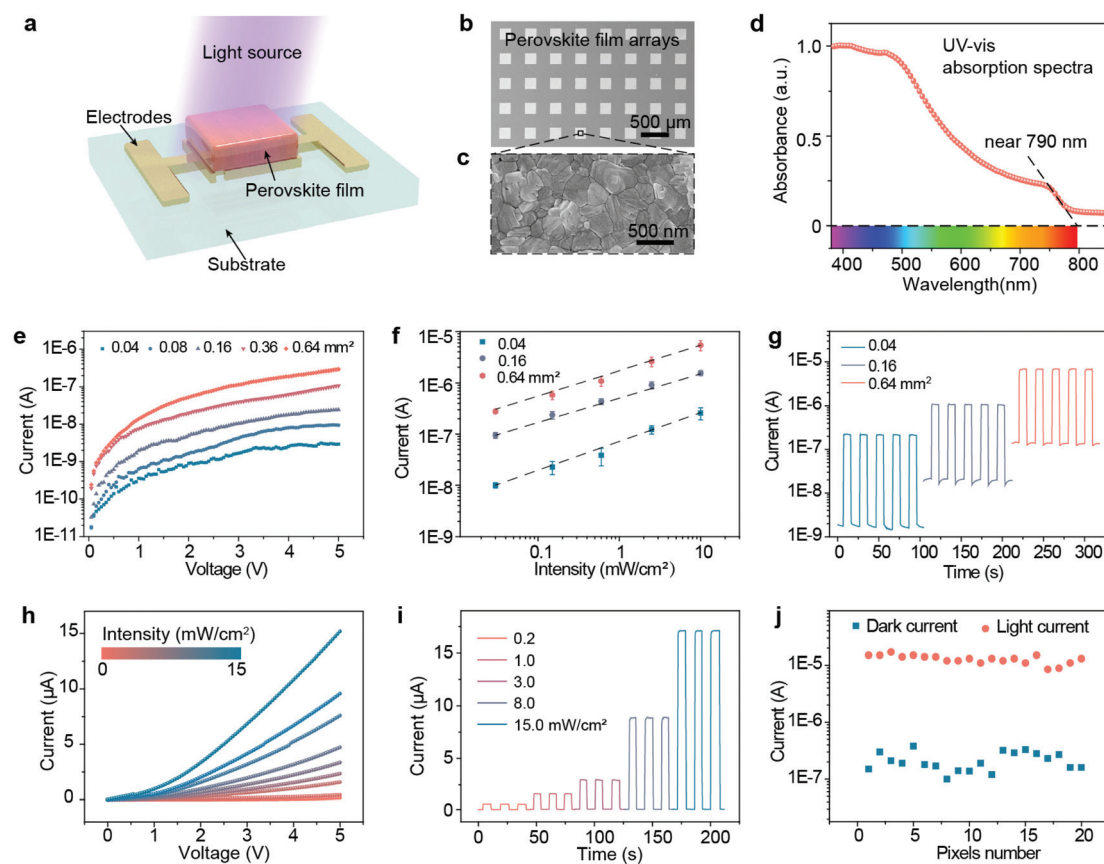 a
Light source
Electrodes
Perovskite film
Substrate
b
Perovskite film arrays
500 μm
c
500 nm
d
UV-vis
absorption spectra
near 790 nm
Absorbance (a.u.)
1.0
0.5
0
400 500 600 700 800
Wavelength(nm)
e
0.04 0.08 0.16 0.36 0.64 mm²
Current (A)
1E-6
1E-7
1E-8
1E-9
1E-10
1E-11
0 1 2 3 4 5
Voltage (V)
f
0.04
0.16
0.64 mm²
Current (A)
1E-5
1E-6
1E-7
1E-8
1E-9
0.1 1 10
Intensity (mW/cm²)
g
0.04
0.16
0.64 mm²
Current (A)
1E-5
1E-6
1E-7
1E-8
1E-9
0 50 100 150 200 250 300
Time (s)
h
Intensity (mW/cm²)
0 15
Current (μA)
15
10
5
0
0 1 2 3 4 5
Voltage (V)
i
0.2
1.0
3.0
8.0
15.0 mW/cm²
Current (μA)
15
10
5
0
0 50 100 150 200
Time (s)
j
Dark current Light current
Current (A)
1E-5
1E-6
1E-7
0 5 10 15 20
Pixels number